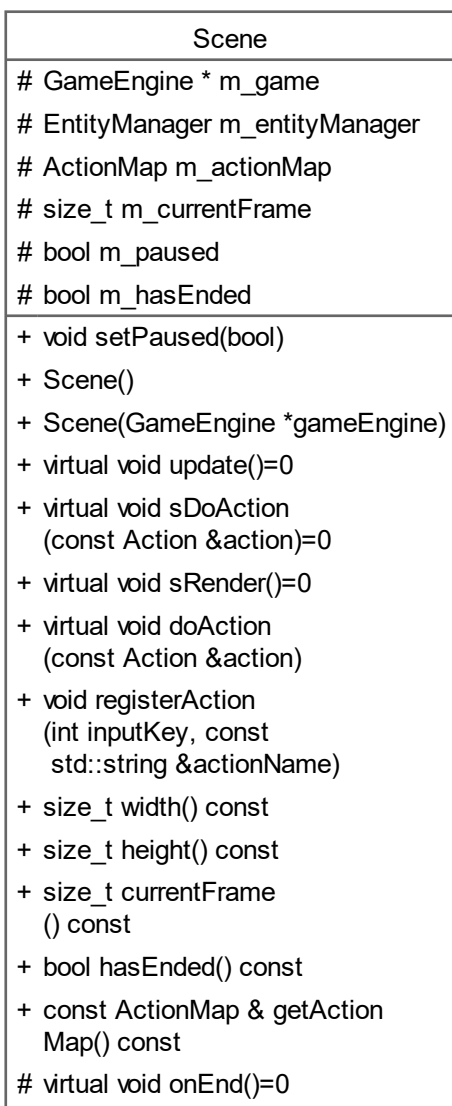 Scene
# GameEngine * m_game
# EntityManager m_entityManager
# ActionMap m_actionMap
# size_t m_currentFrame
# bool m_paused
# bool m_hasEnded
+ void setPaused(bool)
+ Scene()
+ Scene(GameEngine *gameEngine)
+ virtual void update()=0
+ virtual void sDoAction
(const Action &action)=0
+ virtual void sRender()=0
+ virtual void doAction
(const Action &action)
+ void registerAction
(int inputKey, const
std::string &actionName)
+ size_t width() const
+ size_t height() const
+ size_t currentFrame
() const
+ bool hasEnded() const
+ const ActionMap & getAction
Map() const
# virtual void onEnd()=0